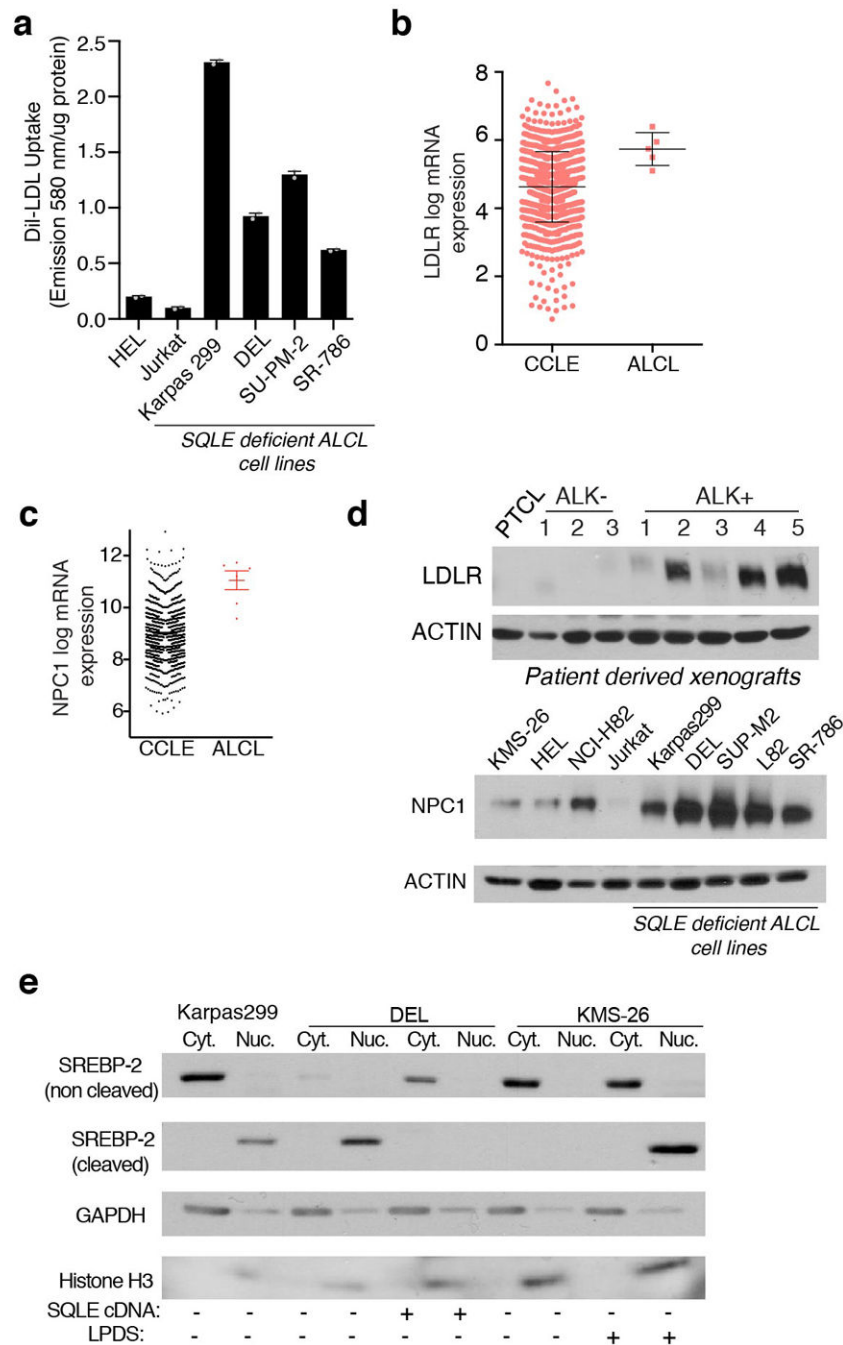 a
Dil-LDL Uptake
(Emission 580 nm/ug protein)
2.5
2.0
1.5
1.0
0.5
0.0
HEL
Jurkat
Karpas 299
DEL
SU-PM-2
SR-786
SQLE deficient ALCL
cell lines
b
LDLR log mRNA
expression
8
6
4
2
0
CCLE
ALCL
c
NPC1 log mRNA
expression
12
10
8
6
CCLE
ALCL
d
PTCL
ALK- ALK+
1 2 3 1 2 3 4 5
LDLR
ACTIN
Patient derived xenografts
KMS-26
HEL
NCI-H82
Jurkat
Karpas299
DEL
SUP-M2
L82
SR-786
NPC1
ACTIN
SQLE deficient ALCL
cell lines
e
Karpas299 DEL KMS-26
Cyt. Nuc. Cyt. Nuc. Cyt. Nuc. Cyt. Nuc. Cyt. Nuc.
SREBP-2
(non cleaved)
SREBP-2
(cleaved)
GAPDH
Histone H3
SQLE cDNA: - - - - + + - - - -
LPDS: - - - - - - - - + +